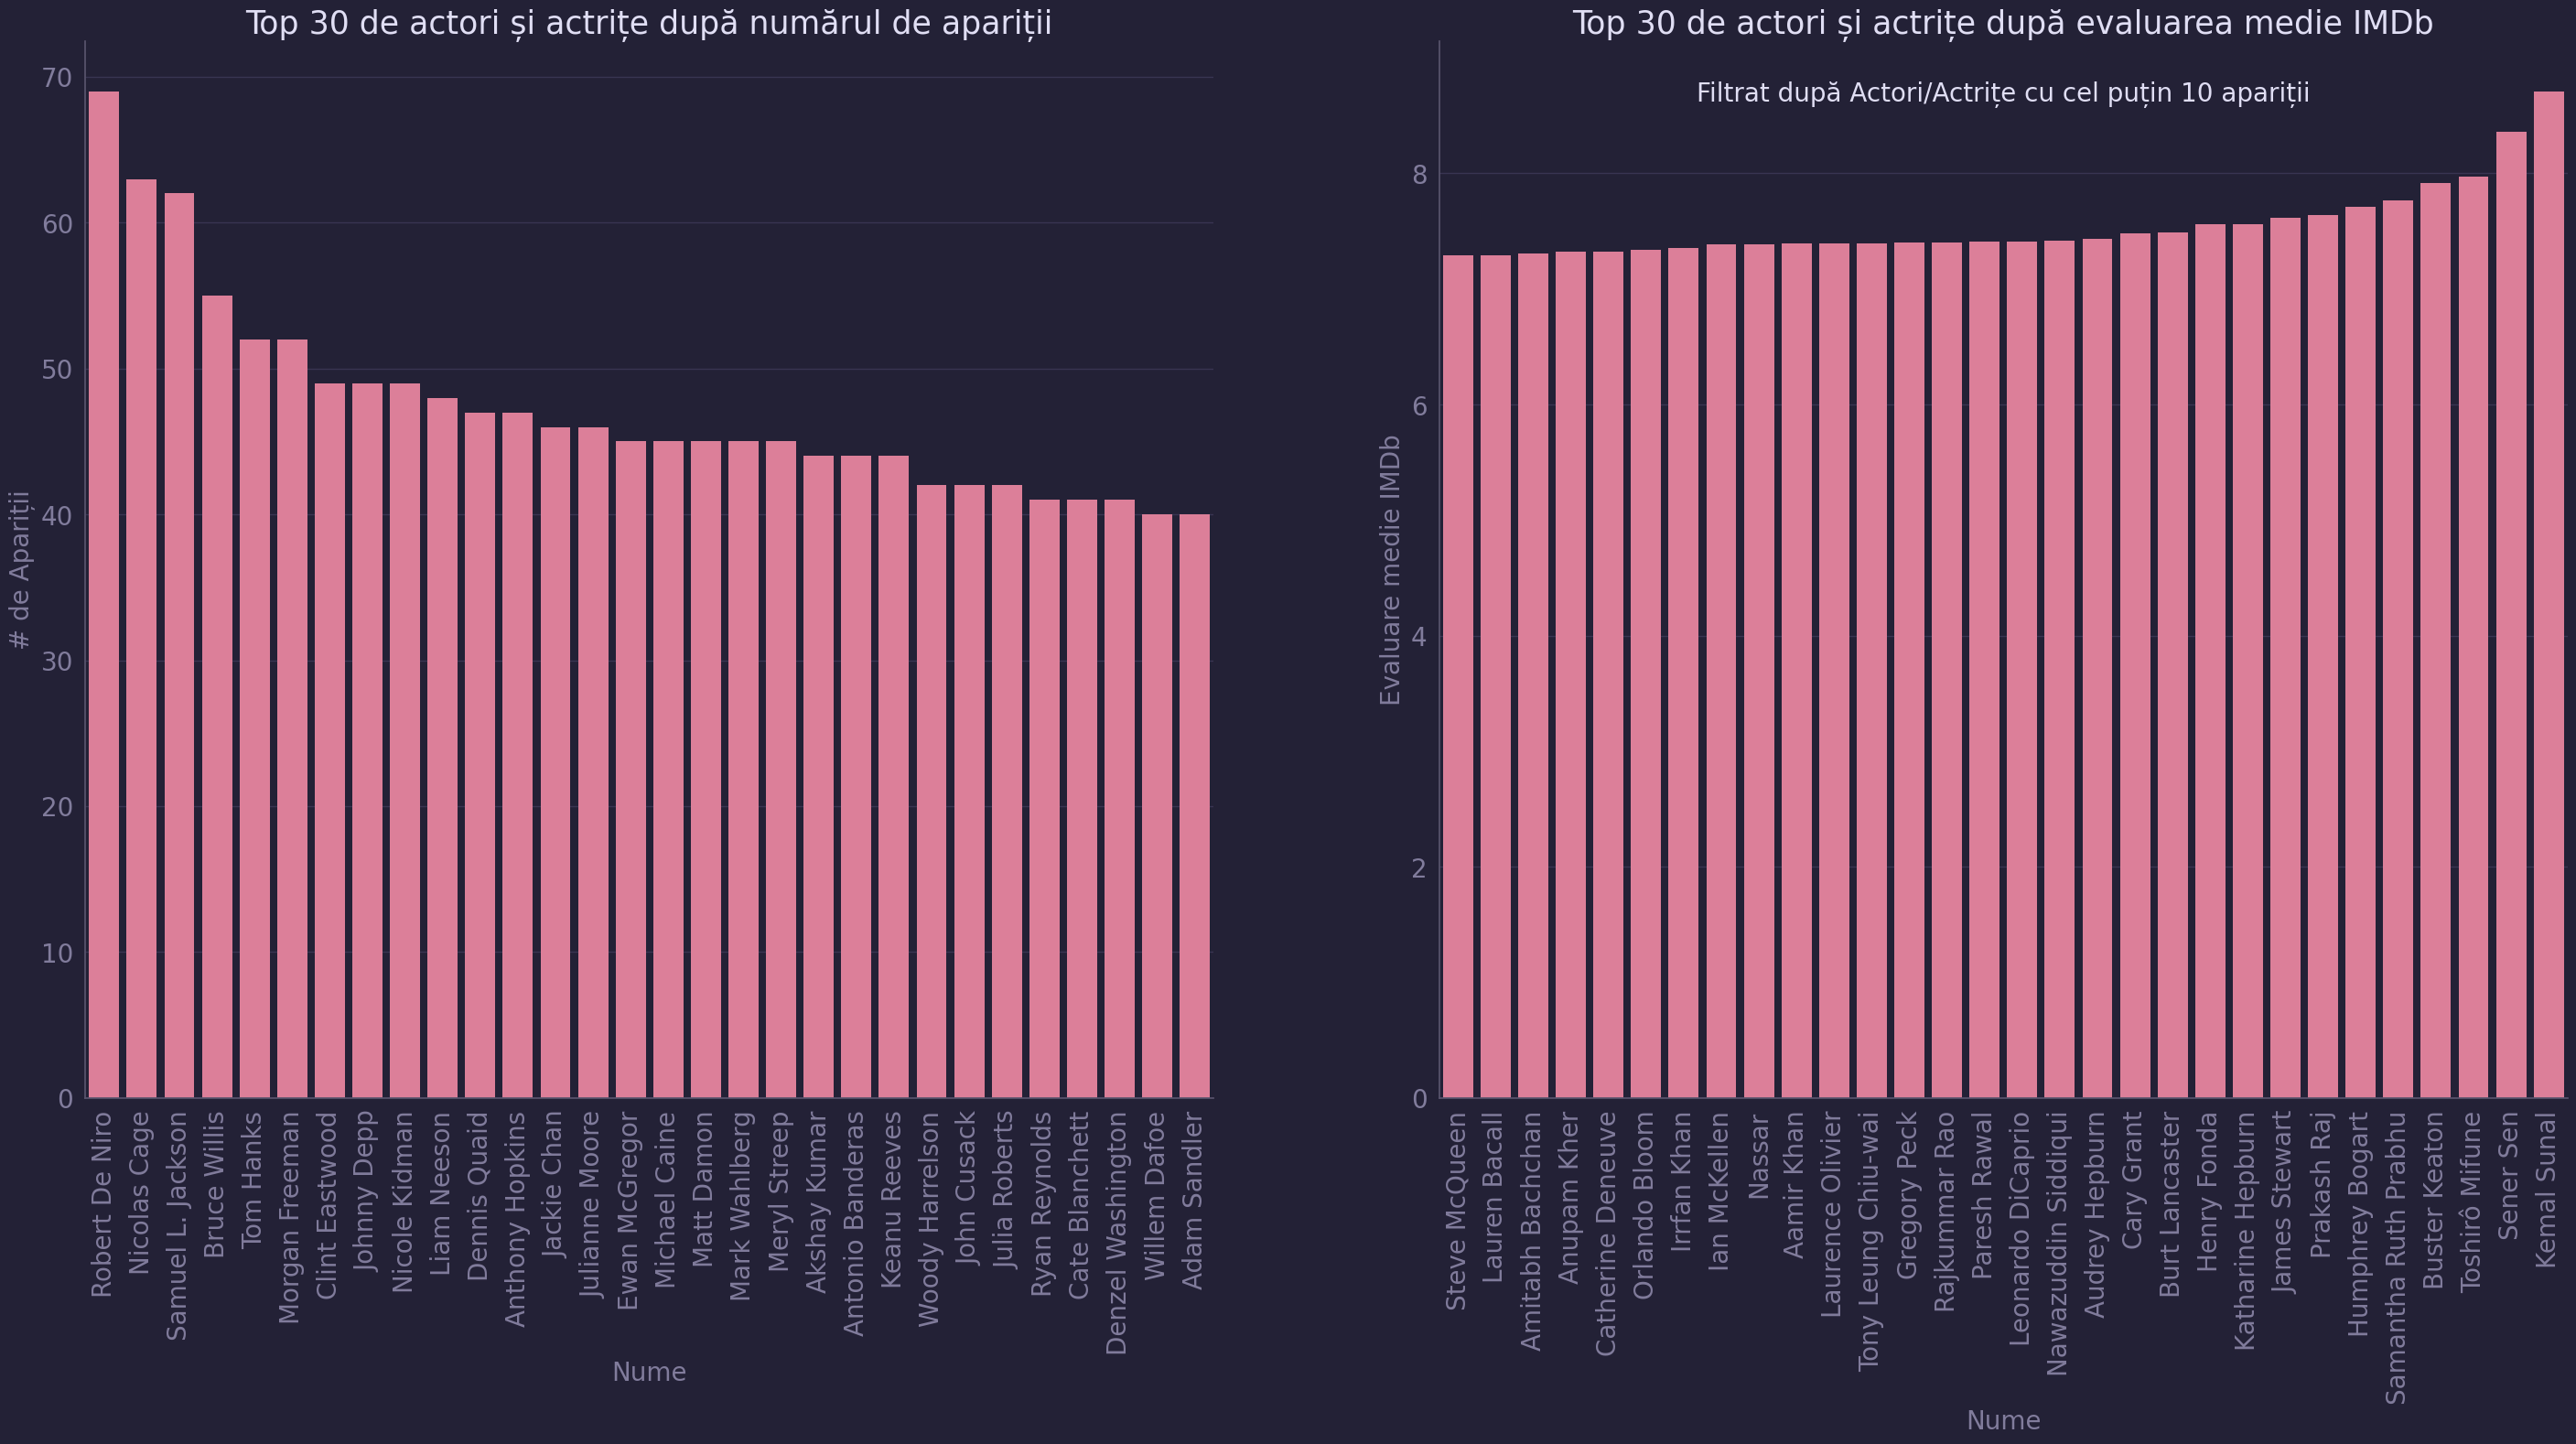 Top 30 de actori și actrițe după numărul de apariții
# de Apariții
70
60
50
40
30
20
10
0
Robert De Niro
Nicolas Cage
Samuel L. Jackson
Bruce Willis
Tom Hanks
Morgan Freeman
Clint Eastwood
Johnny Depp
Nicole Kidman
Liam Neeson
Dennis Quaid
Anthony Hopkins
Jackie Chan
Julianne Moore
Ewan McGregor
Michael Caine
Matt Damon
Mark Wahlberg
Meryl Streep
Akshay Kumar
Antonio Banderas
Keanu Reeves
Woody Harrelson
John Cusack
Julia Roberts
Ryan Reynolds
Cate Blanchett
Denzel Washington
Willem Dafoe
Adam Sandler
Nume
Top 30 de actori și actrițe după evaluarea medie IMDb
Filtrat după Actori/Actrițe cu cel puțin 10 apariții
Evaluare medie IMDb
8
6
4
2
0
Steve McQueen
Lauren Bacall
Amitabh Bachchan
Anupam Kher
Catherine Deneuve
Orlando Bloom
Irrfan Khan
Ian McKellen
Nassar
Aamir Khan
Laurence Olivier
Tony Leung Chiu-wai
Gregory Peck
Rajkummar Rao
Paresh Rawal
Leonardo DiCaprio
Nawazuddin Siddiqui
Audrey Hepburn
Cary Grant
Burt Lancaster
Henry Fonda
Katharine Hepburn
James Stewart
Prakash Raj
Humphrey Bogart
Samantha Ruth Prabhu
Buster Keaton
Toshirô Mifune
Sener Sen
Kemal Sunal
Nume